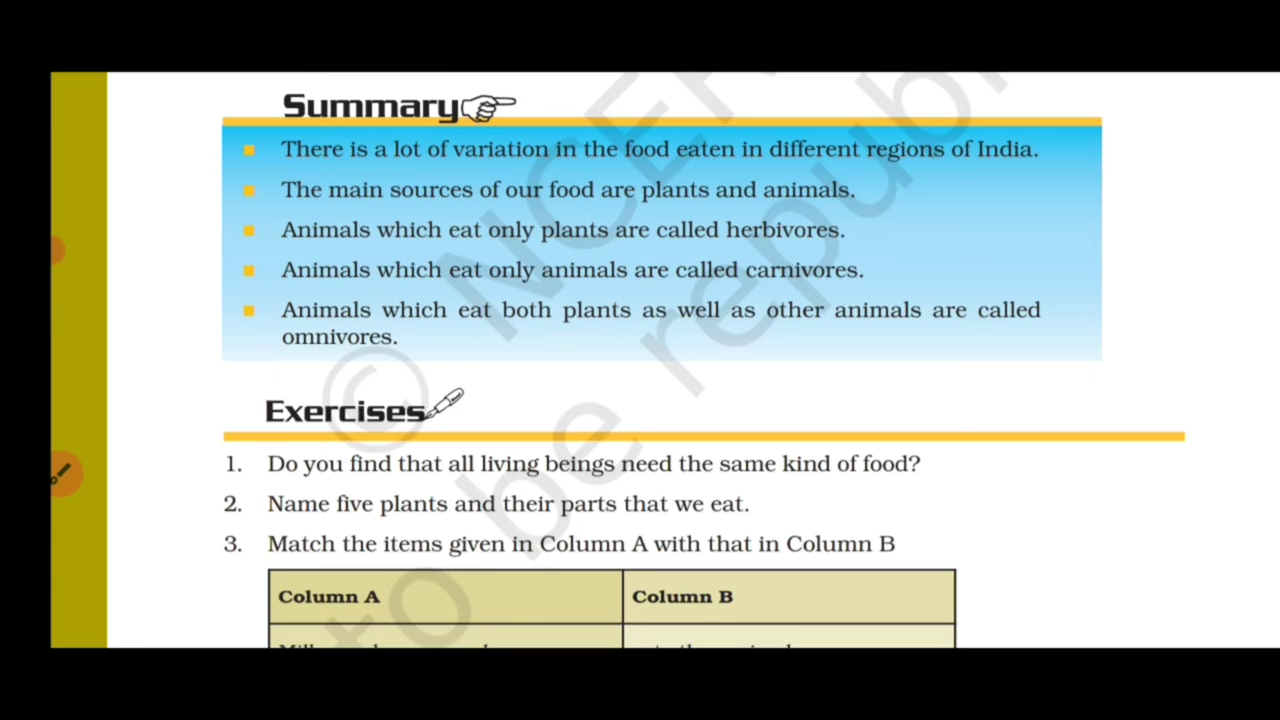 Summary
There is a lot of variation in the food eaten in different regions of India.
The main sources of our food are plants and animals.
Animals which eat only plants are called herbivores.
Animals which eat only animals are called carnivores.
Animals which eat both plants as well as other animals are called
omnivores.
Exercises
1. Do you find that all living beings need the same kind of food?
2. Name five plants and their parts that we eat.
3. Match the items given in Column A with that in Column B
Column A Column B